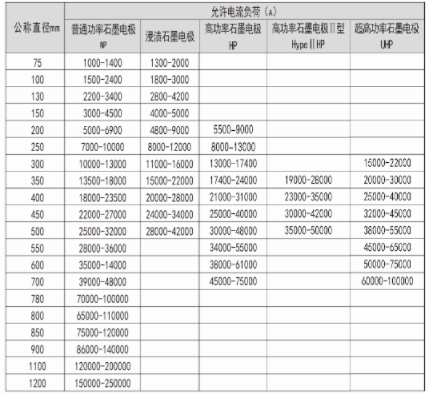 公称直径mm 允许电流负荷（A）
普通功率石墨电极 NP 浸渍石墨电极 高功率石墨电极 HP 高功率石墨电极Ⅱ型 HypeⅡHP 超高功率石墨电极 UHP
75 1000-1400 1300-2000
100 1500-2400 1800-3000
130 2200-3400 2800-4200
150 3000-4500 4000-5000
200 5000-6900 4800-9000 5500-9000
250 7000-10000 8000-12000 8000-13000
300 10000-13000 11000-16000 13000-17400 15000-22000
350 13500-18000 15000-22000 17400-24000 19000-28000 20000-30000
400 18000-23500 20000-28000 21000-31000 23000-35000 25000-40000
450 22000-27000 24000-34000 25000-40000 30000-42000 32000-45000
500 25000-32000 28000-42000 30000-48000 35000-50000 38000-55000
550 28000-36000 34000-55000 45000-65000
600 35000-14000 38000-61000 50000-75000
700 39000-48000 45000-75000 60000-100000
780 70000-100000
800 65000-110000
850 75000-120000
900 86000-140000
1100 120000-200000
1200 150000-250000